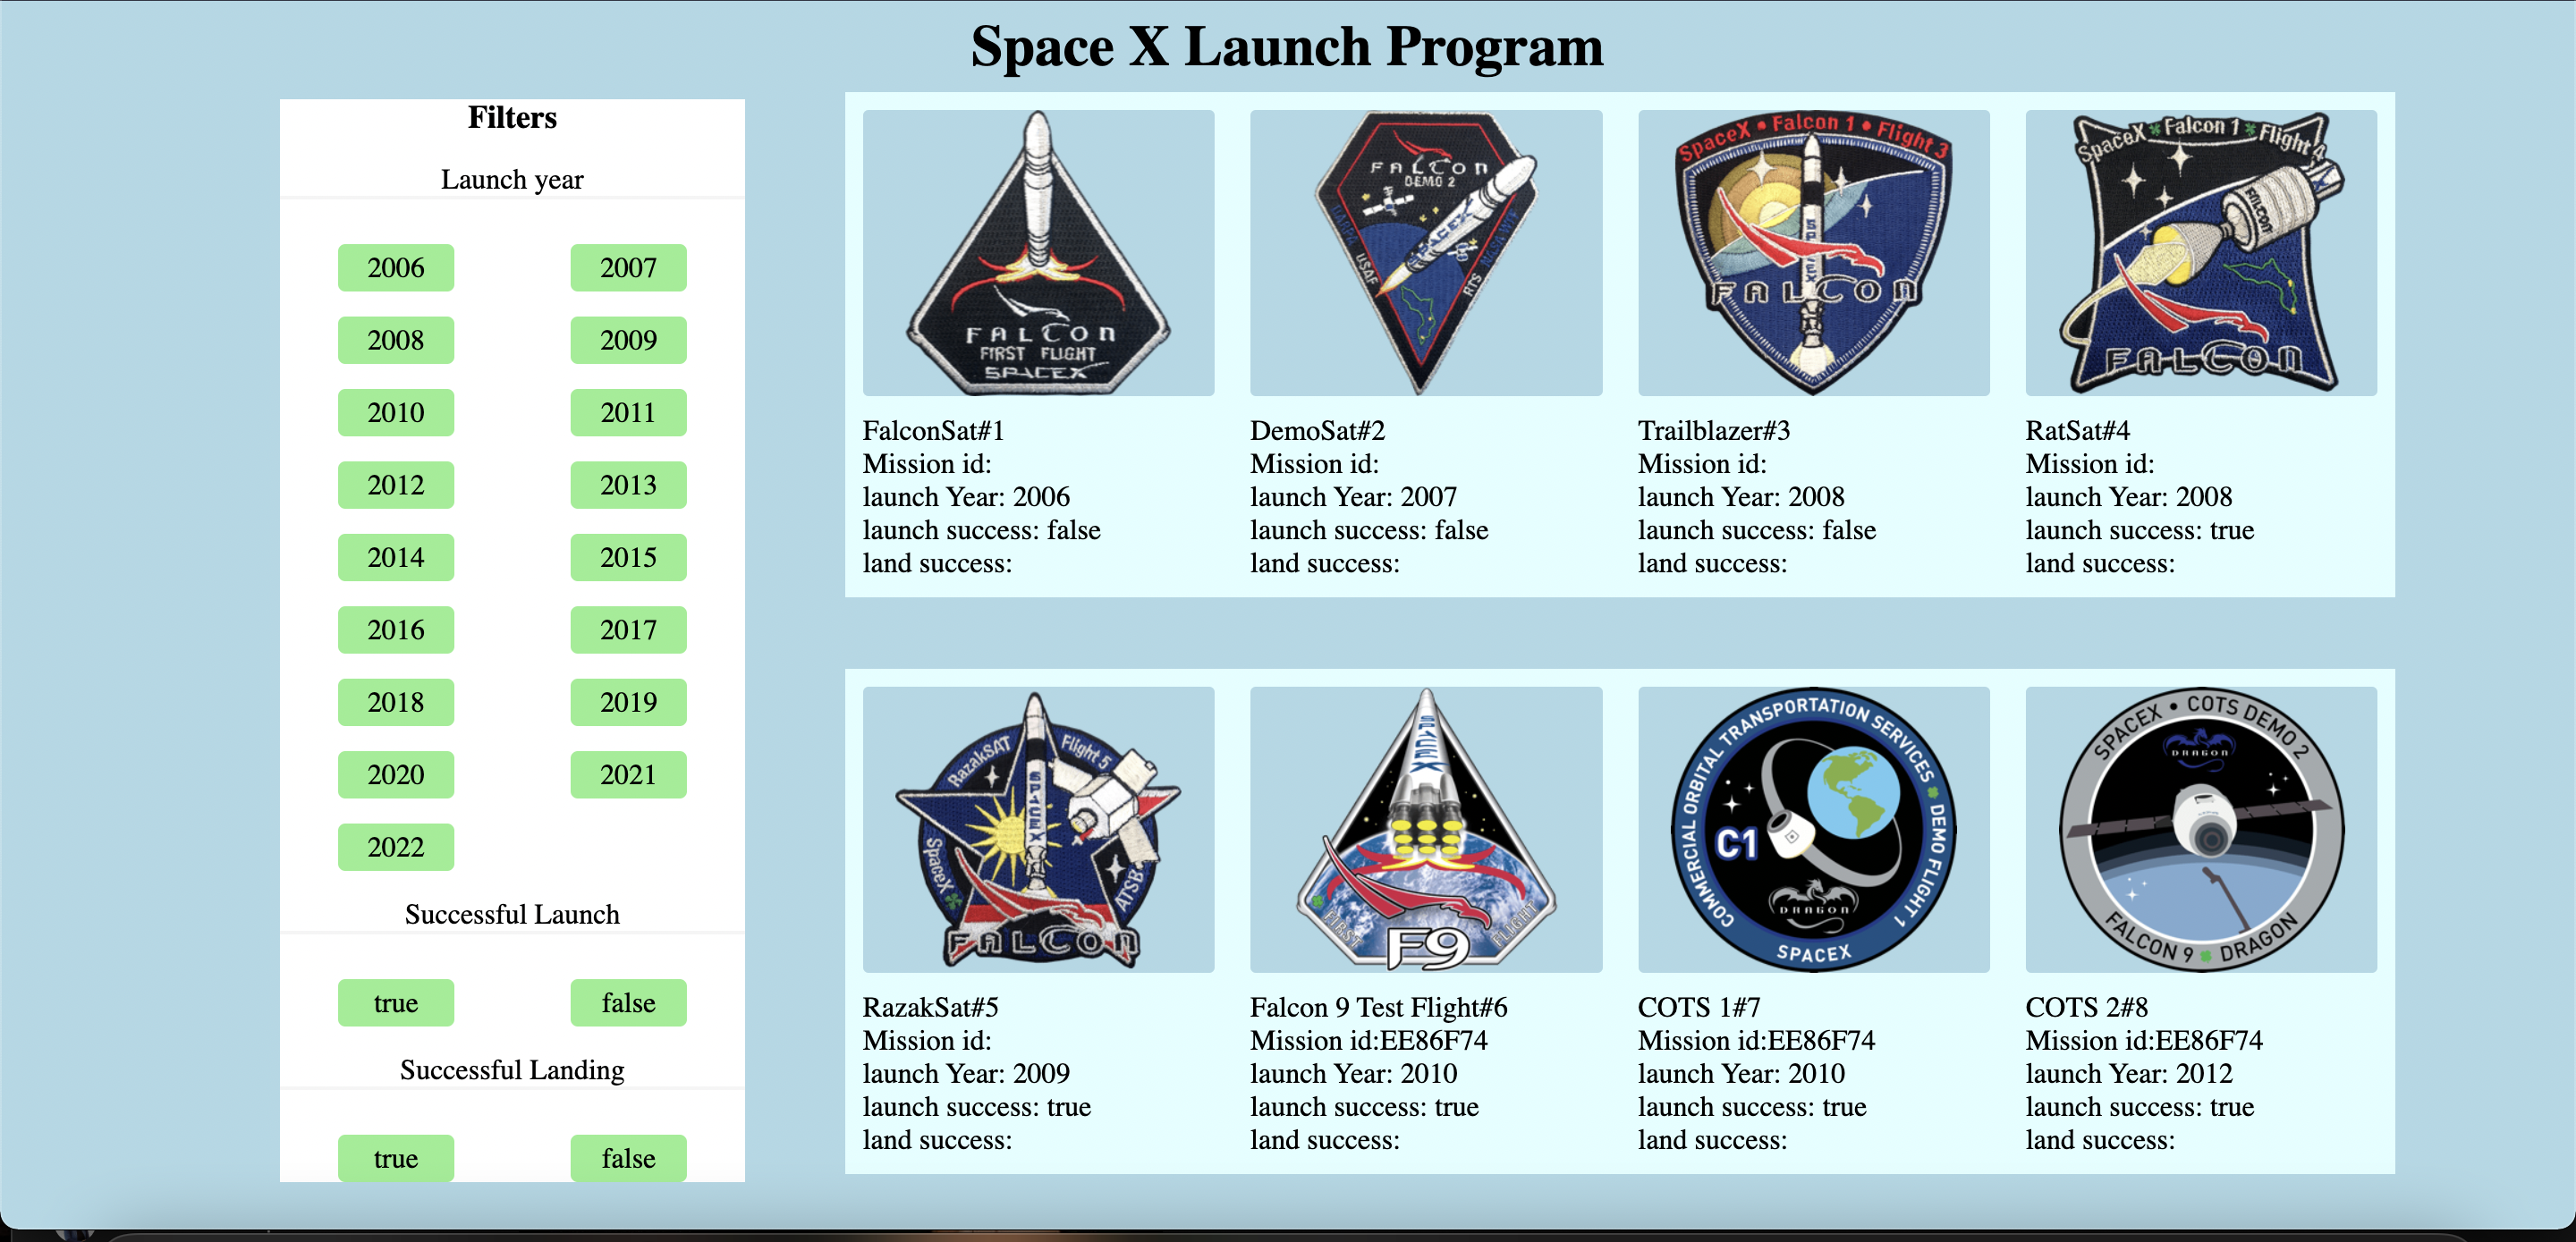 Space X Launch Program
Filters
Launch year
2006
2007
2008
2009
2010
2011
2012
2013
2014
2015
2016
2017
2018
2019
2020
2021
2022
Successful Launch
true
false
Successful Landing
true
false
FALCON
FIRST FLIGHT
SPACEX
FalconSat#1
Mission id:
launch Year: 2006
launch success: false
land success:
FALCON
DEMO 2
DARPA
USAF
SPACEX
RTS
NASA WFF
DemoSat#2
Mission id:
launch Year: 2007
launch success: false
land success:
SpaceX • Falcon 1 • Flight 3
SPACEX
FALCON
Trailblazer#3
Mission id:
launch Year: 2008
launch success: false
land success:
SpaceX Falcon 1 Flight 4
FALCON
FALCON
RatSat#4
Mission id:
launch Year: 2008
launch success: true
land success:
RazakSAT
Flight 5
SPACEX
SpaceX
ATSB
FALCON
RazakSat#5
Mission id:
launch Year: 2009
launch success: true
land success:
SPACEX
FIRST
FLIGHT
F9
Falcon 9 Test Flight#6
Mission id:EE86F74
launch Year: 2010
launch success: true
land success:
COMMERCIAL ORBITAL TRANSPORTATION SERVICES DEMO FLIGHT 1
C1
DRAGON
SPACEX
COTS 1#7
Mission id:EE86F74
launch Year: 2010
launch success: true
land success:
SPACEX • COTS DEMO 2
DRAGON
FALCON 9 DRAGON
COTS 2#8
Mission id:EE86F74
launch Year: 2012
launch success: true
land success: